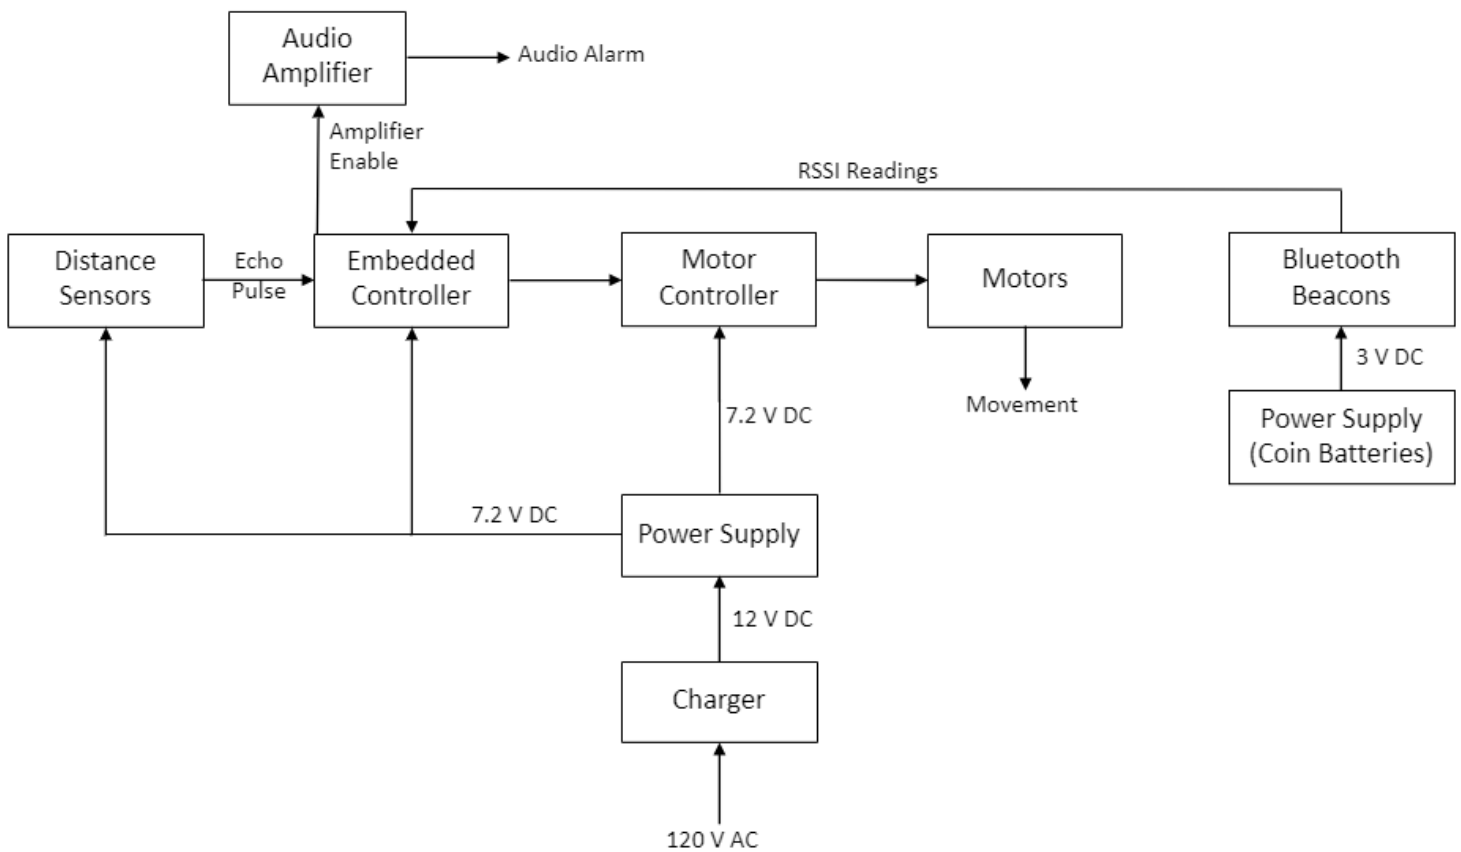 Audio
Amplifier
Audio Alarm
Amplifier
Enable
RSSI Readings
Distance
Sensors
Echo
Pulse
Embedded
Controller
Motor
Controller
Motors
Bluetooth
Beacons
3 V DC
Movement
7.2 V DC
Power Supply
(Coin Batteries)
7.2 V DC
Power Supply
12 V DC
Charger
120 V AC